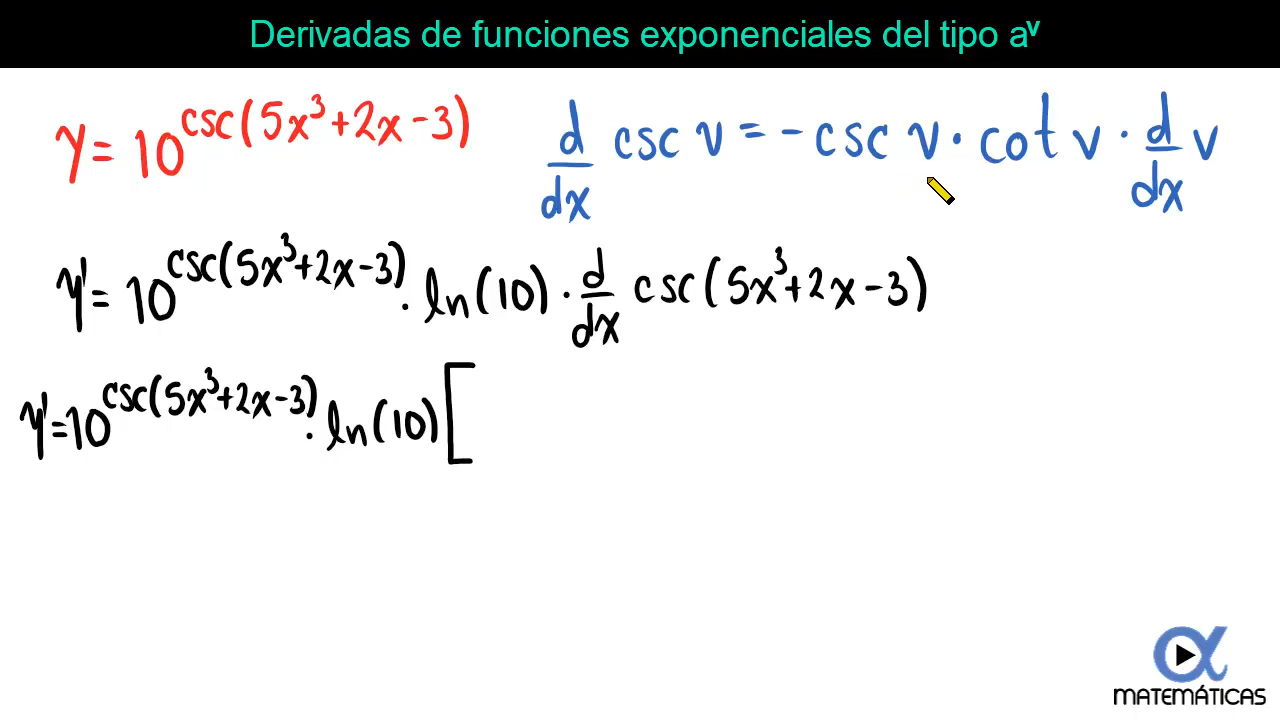 Derivadas de funciones exponenciales del tipo aᵛ
y = 10^csc(5x³+2x-3)
d/dx csc v = - csc v · cot v · d/dx v
y' = 10^csc(5x³+2x-3) · ln(10) · d/dx csc(5x³+2x-3)
y' = 10^csc(5x³+2x-3) · ln(10) [
MATEMÁTICAS